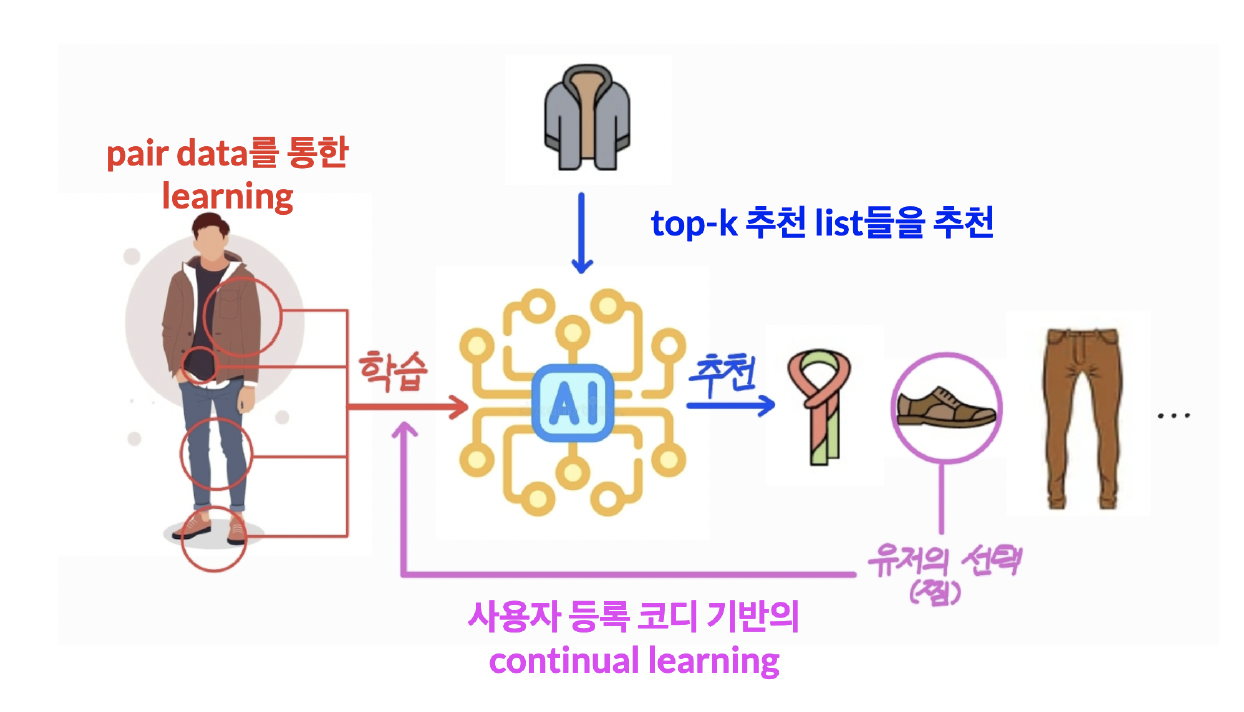 pair data를 통한
learning
top-k 추천 list들을 추천
학습
AI
추천
...
유저의 선택
(찜)
사용자 등록 코디 기반의
continual learning